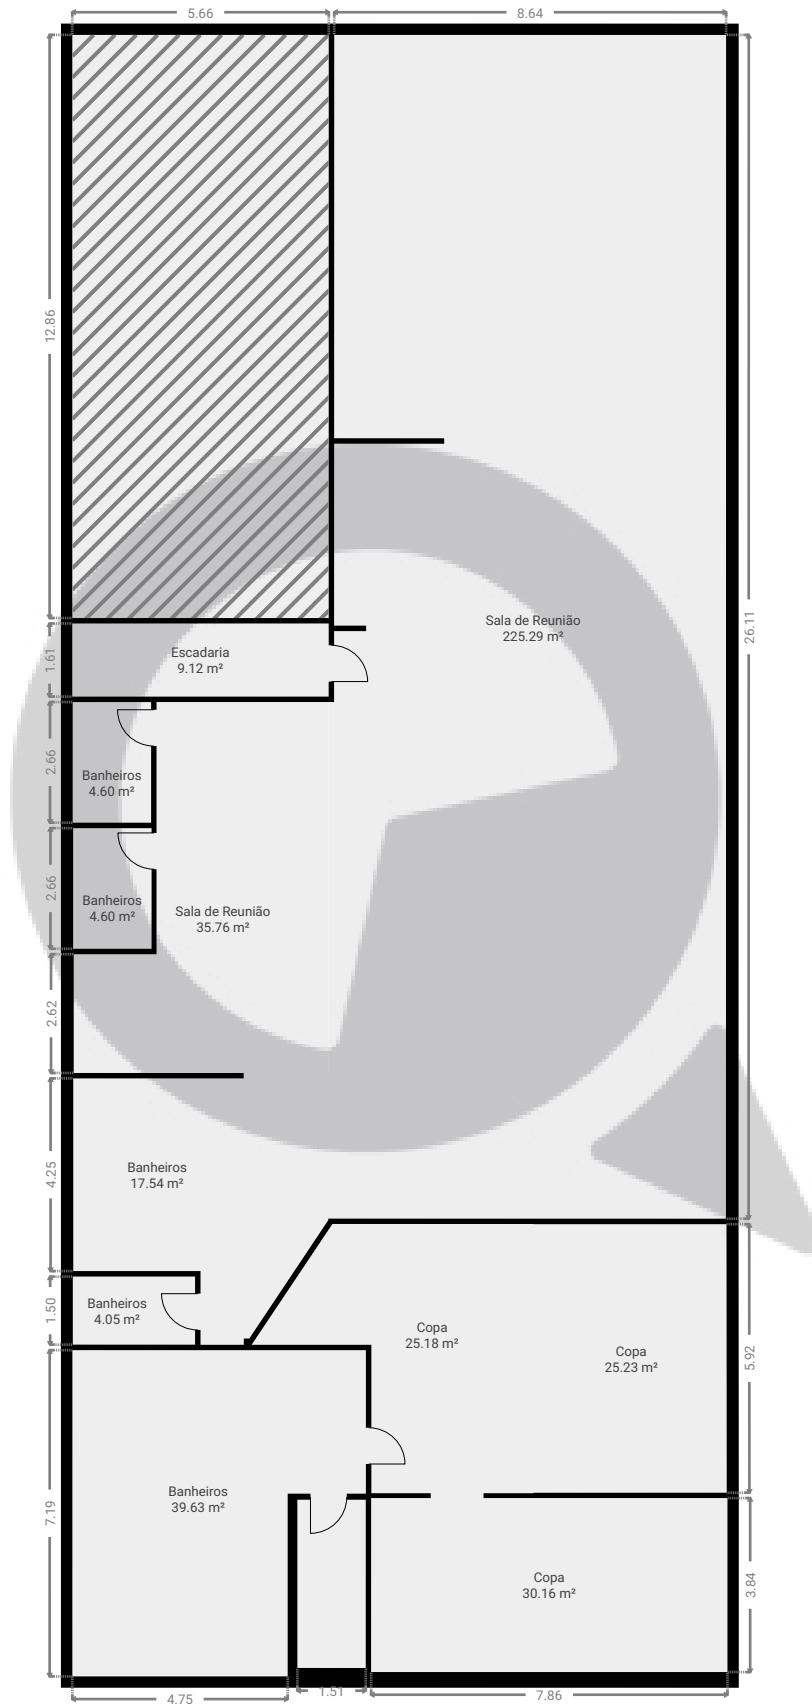 5.66
8.64
12.86
26.11
Sala de Reunião
225.29 m²
Escadaria
9.12 m²
1.61
2.66
Banheiros
4.60 m²
2.66
Banheiros
4.60 m²
Sala de Reunião
35.76 m²
2.62
4.25
Banheiros
17.54 m²
1.50
Banheiros
4.05 m²
Copa
25.18 m²
Copa
25.23 m²
5.92
7.19
Banheiros
39.63 m²
Copa
30.16 m²
3.84
4.75
1.51
7.86